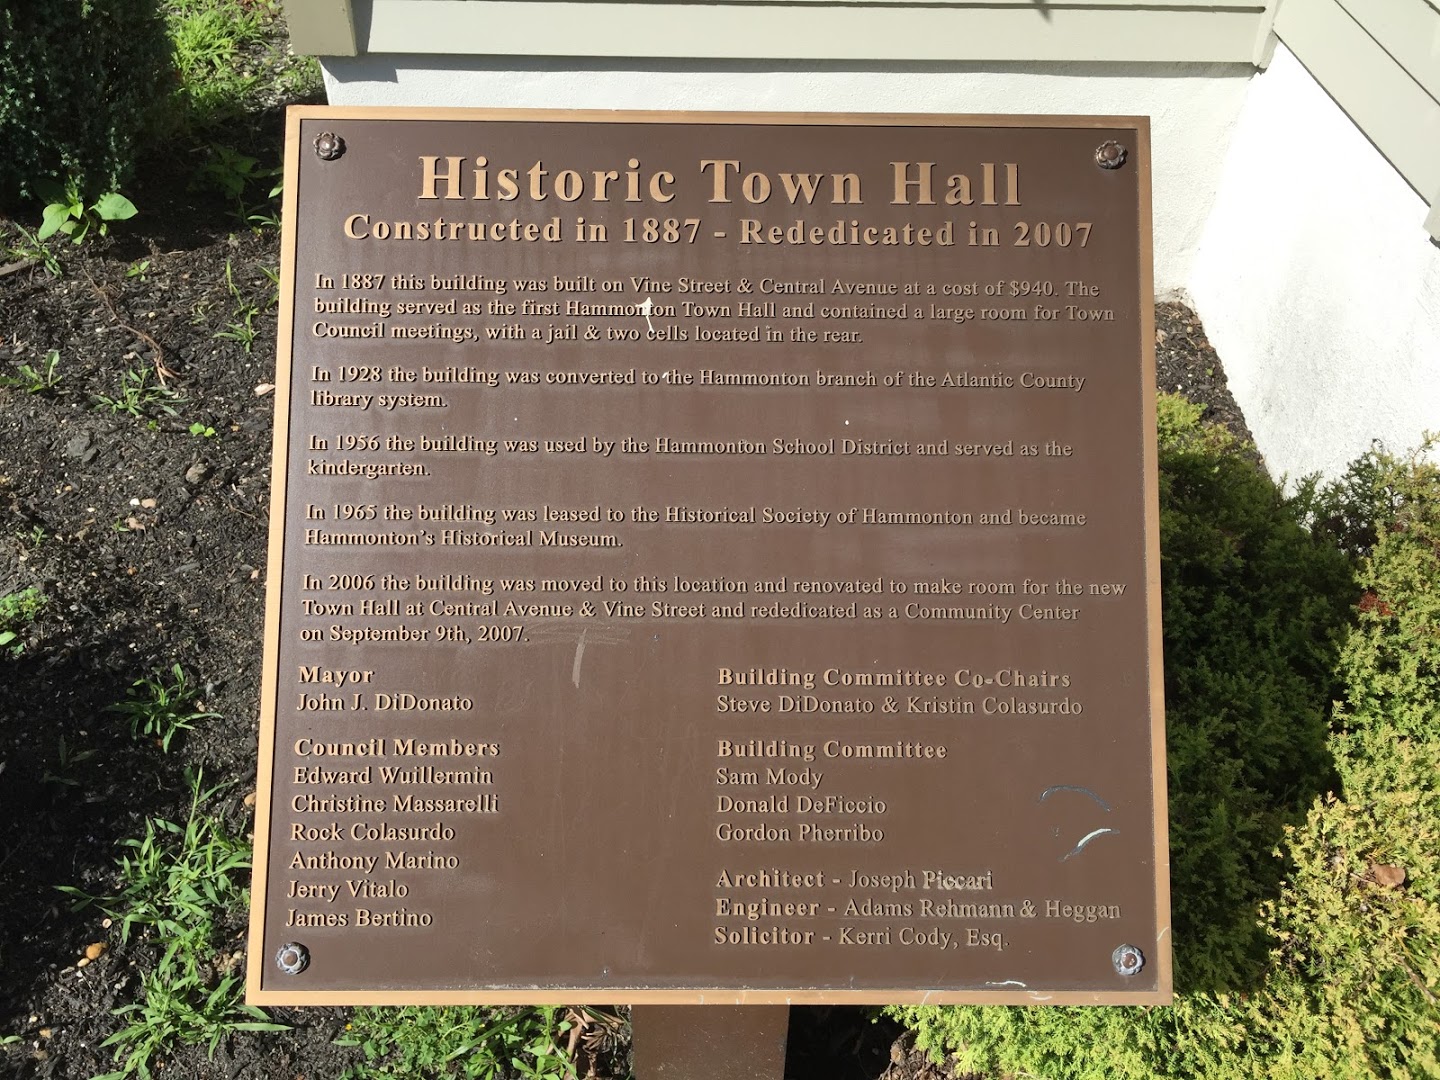 Historic Town Hall
Constructed in 1887 - Rededicated in 2007
In 1887 this building was built on Vine Street & Central Avenue at a cost of $940. The
building served as the first Hammonton Town Hall and contained a large room for Town
Council meetings, with a jail & two cells located in the rear.
In 1928 the building was converted to the Hammonton branch of the Atlantic County
library system.
In 1956 the building was used by the Hammonton School District and served as the
kindergarten.
In 1965 the building was leased to the Historical Society of Hammonton and became
Hammonton's Historical Museum.
In 2006 the building was moved to this location and renovated to make room for the new
Town Hall at Central Avenue & Vine Street and rededicated as a Community Center
on September 9th, 2007.
Mayor
John J. DiDonato
Council Members
Edward Wuillermin
Christine Massarelli
Rock Colasurdo
Anthony Marino
Jerry Vitalo
James Bertino
Building Committee Co-Chairs
Steve DiDonato & Kristin Colasurdo
Building Committee
Sam Mody
Donald DeFiccio
Gordon Pherribo
Architect - Joseph Piccari
Engineer - Adams Rehmann & Heggan
Solicitor - Kerri Cody, Esq.